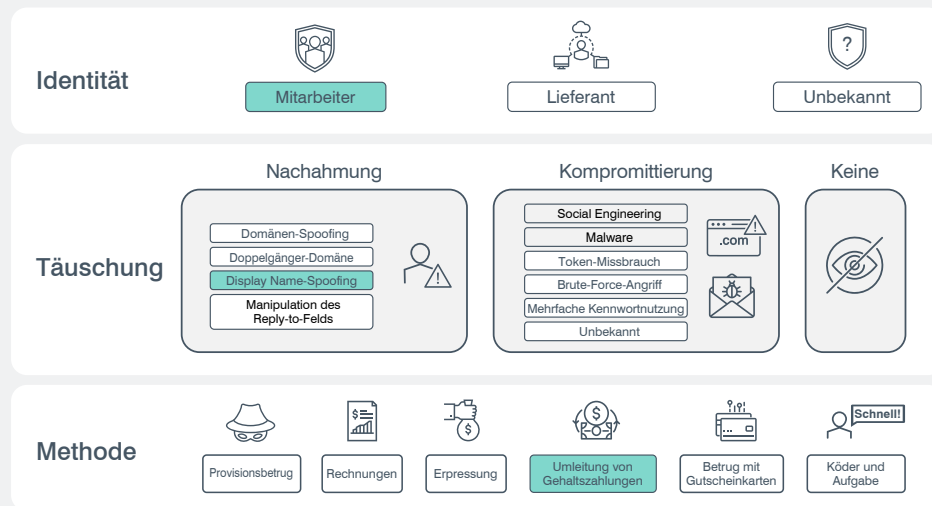 Identität
?
Mitarbeiter
Lieferant
Unbekannt
Täuschung
Nachahmung
Domänen-Spoofing
Doppelgänger-Domäne
Display Name-Spoofing
Manipulation des
Reply-to-Felds
!
Kompromittierung
Social Engineering
Malware
Token-Missbrauch
Brute-Force-Angriff
Mehrfache Kennwortnutzung
Unbekannt
!
.com
Keine
Methode
$
$
$
Schnell!
Provisionsbetrug
Rechnungen
Erpressung
Umleitung von
Gehaltszahlungen
Betrug mit
Gutscheinkarten
Köder und
Aufgabe